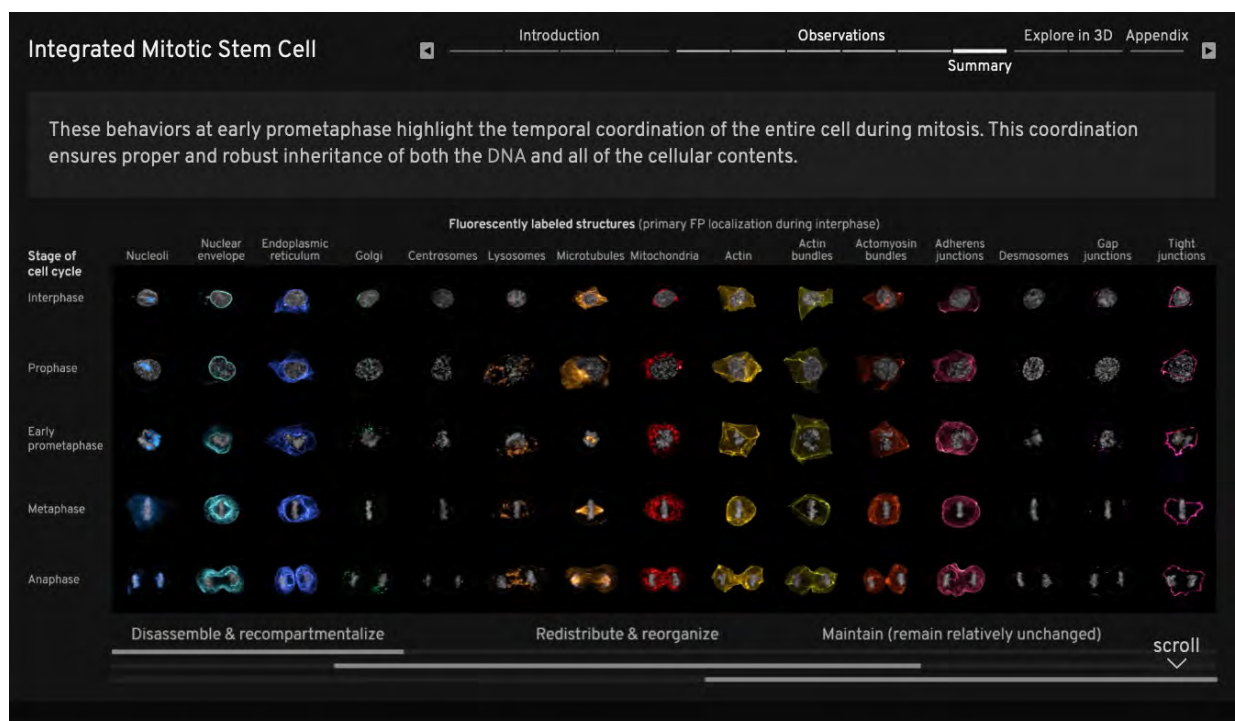 Integrated Mitotic Stem Cell
Introduction
Observations
Explore in 3D
Appendix
Summary
These behaviors at early prometaphase highlight the temporal coordination of the entire cell during mitosis. This coordination
ensures proper and robust inheritance of both the DNA and all of the cellular contents.
Fluorescently labeled structures (primary FP localization during interphase)
Stage of
cell cycle
Nucleoli
Nuclear
envelope
Endoplasmic
reticulum
Golgi
Centrosomes
Lysosomes
Microtubules
Mitochondria
Actin
Actin
bundles
Actomyosin
bundles
Adherens
junctions
Desmosomes
Gap
junctions
Tight
junctions
Interphase
Prophase
Early
prometaphase
Metaphase
Anaphase
Disassemble & recompartmentalize
Redistribute & reorganize
Maintain (remain relatively unchanged)
scroll